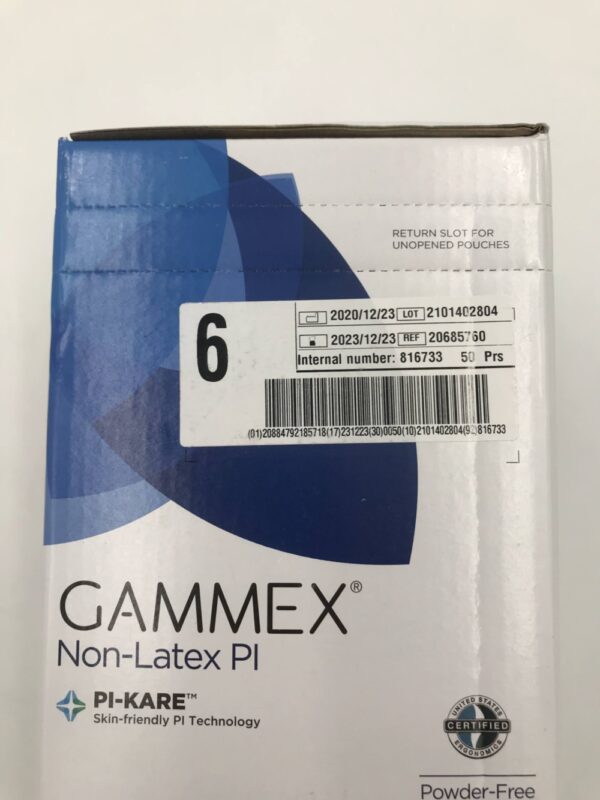 RETURN SLOT FOR
UNOPENED POUCHES
6
2020/12/23 LOT 2101402804
2023/12/23 REF 20685760
Internal number: 816733 50 Prs
(01)20884792185718(17)231223(30)0050(10)2101402804(92)816733
GAMMEX®
Non-Latex PI
PI-KARE™
Skin-friendly PI Technology
UNITED STATES
CERTIFIED
ERGONOMICS
Powder-Free